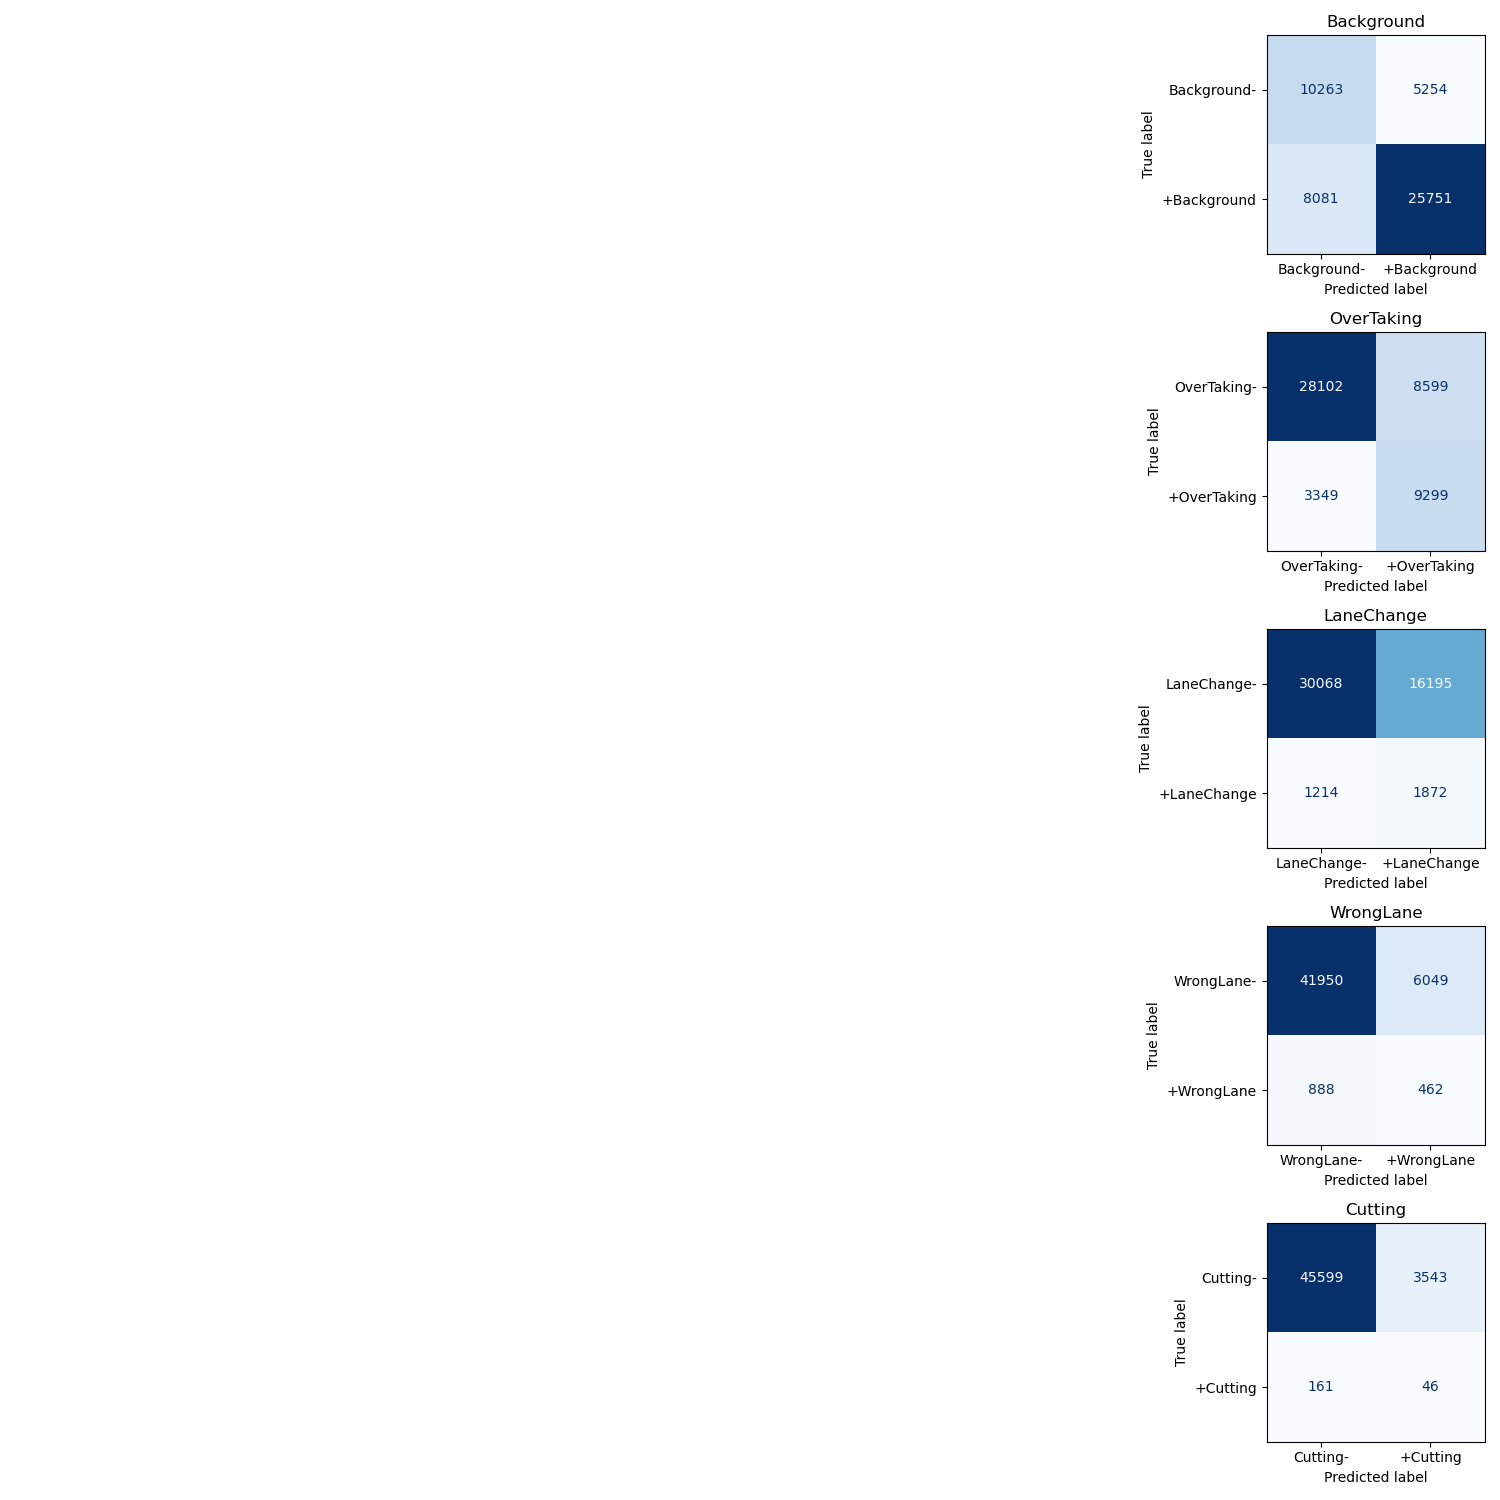 Background
Background-
10263 5254
True label
+Background
8081 25751
Background- +Background
Predicted label
OverTaking
OverTaking-
28102 8599
True label
+OverTaking
3349 9299
OverTaking- +OverTaking
Predicted label
LaneChange
LaneChange-
30068 16195
True label
+LaneChange
1214 1872
LaneChange- +LaneChange
Predicted label
WrongLane
WrongLane-
41950 6049
True label
+WrongLane
888 462
WrongLane- +WrongLane
Predicted label
Cutting
Cutting-
45599 3543
True label
+Cutting
161 46
Cutting- +Cutting
Predicted label